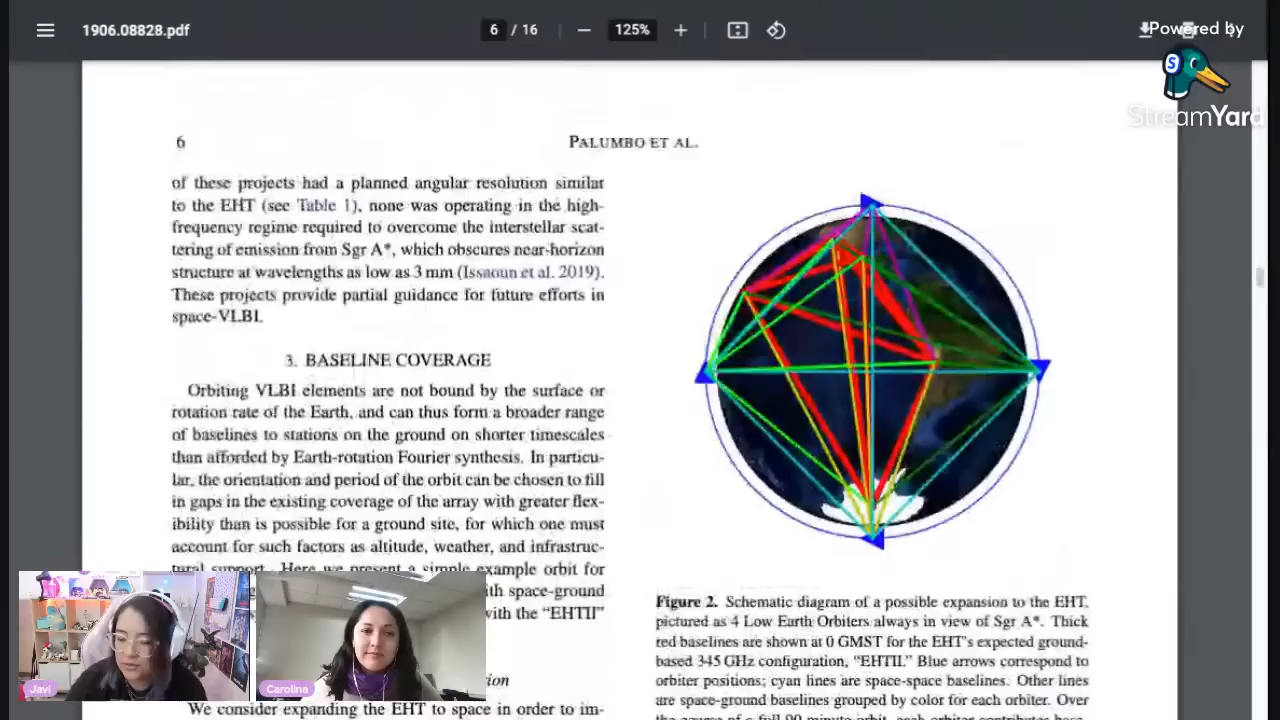 1906.08828.pdf
6 / 16
125%
Powered by
StreamYard
6
PALUMBO ET AL.
of these projects had a planned angular resolution similar
to the EHT (see Table 1), none was operating in the high-
frequency regime required to overcome the interstellar scat-
tering of emission from Sgr A*, which obscures near-horizon
structure at wavelengths as low as 3 mm (Issaoun et al. 2019).
These projects provide partial guidance for future efforts in
space-VLBI.
3. BASELINE COVERAGE
Orbiting VLBI elements are not bound by the surface or
rotation rate of the Earth, and can thus form a broader range
of baselines to stations on the ground on shorter timescales
than afforded by Earth-rotation Fourier synthesis. In particu-
lar, the orientation and period of the orbit can be chosen to fill
in gaps in the existing coverage of the array with greater flex-
ibility than is possible for a ground site, for which one must
account for such factors as altitude, weather, and infrastruc-
tural support. Here we present a simple example orbit for
ith space-ground
with the “EHTII”
We consider expanding the EHT to space in order to im-
Figure 2. Schematic diagram of a possible expansion to the EHT,
pictured as 4 Low Earth Orbiters always in view of Sgr A*. Thick
red baselines are shown at 0 GMST for the EHT's expected ground-
based 345 GHz configuration, “EHTII.” Blue arrows correspond to
orbiter positions; cyan lines are space-space baselines. Other lines
are space-ground baselines grouped by color for each orbiter. Over
the course of a full 90 minute orbit, each orbiter contributes base-
Javi
Carolina